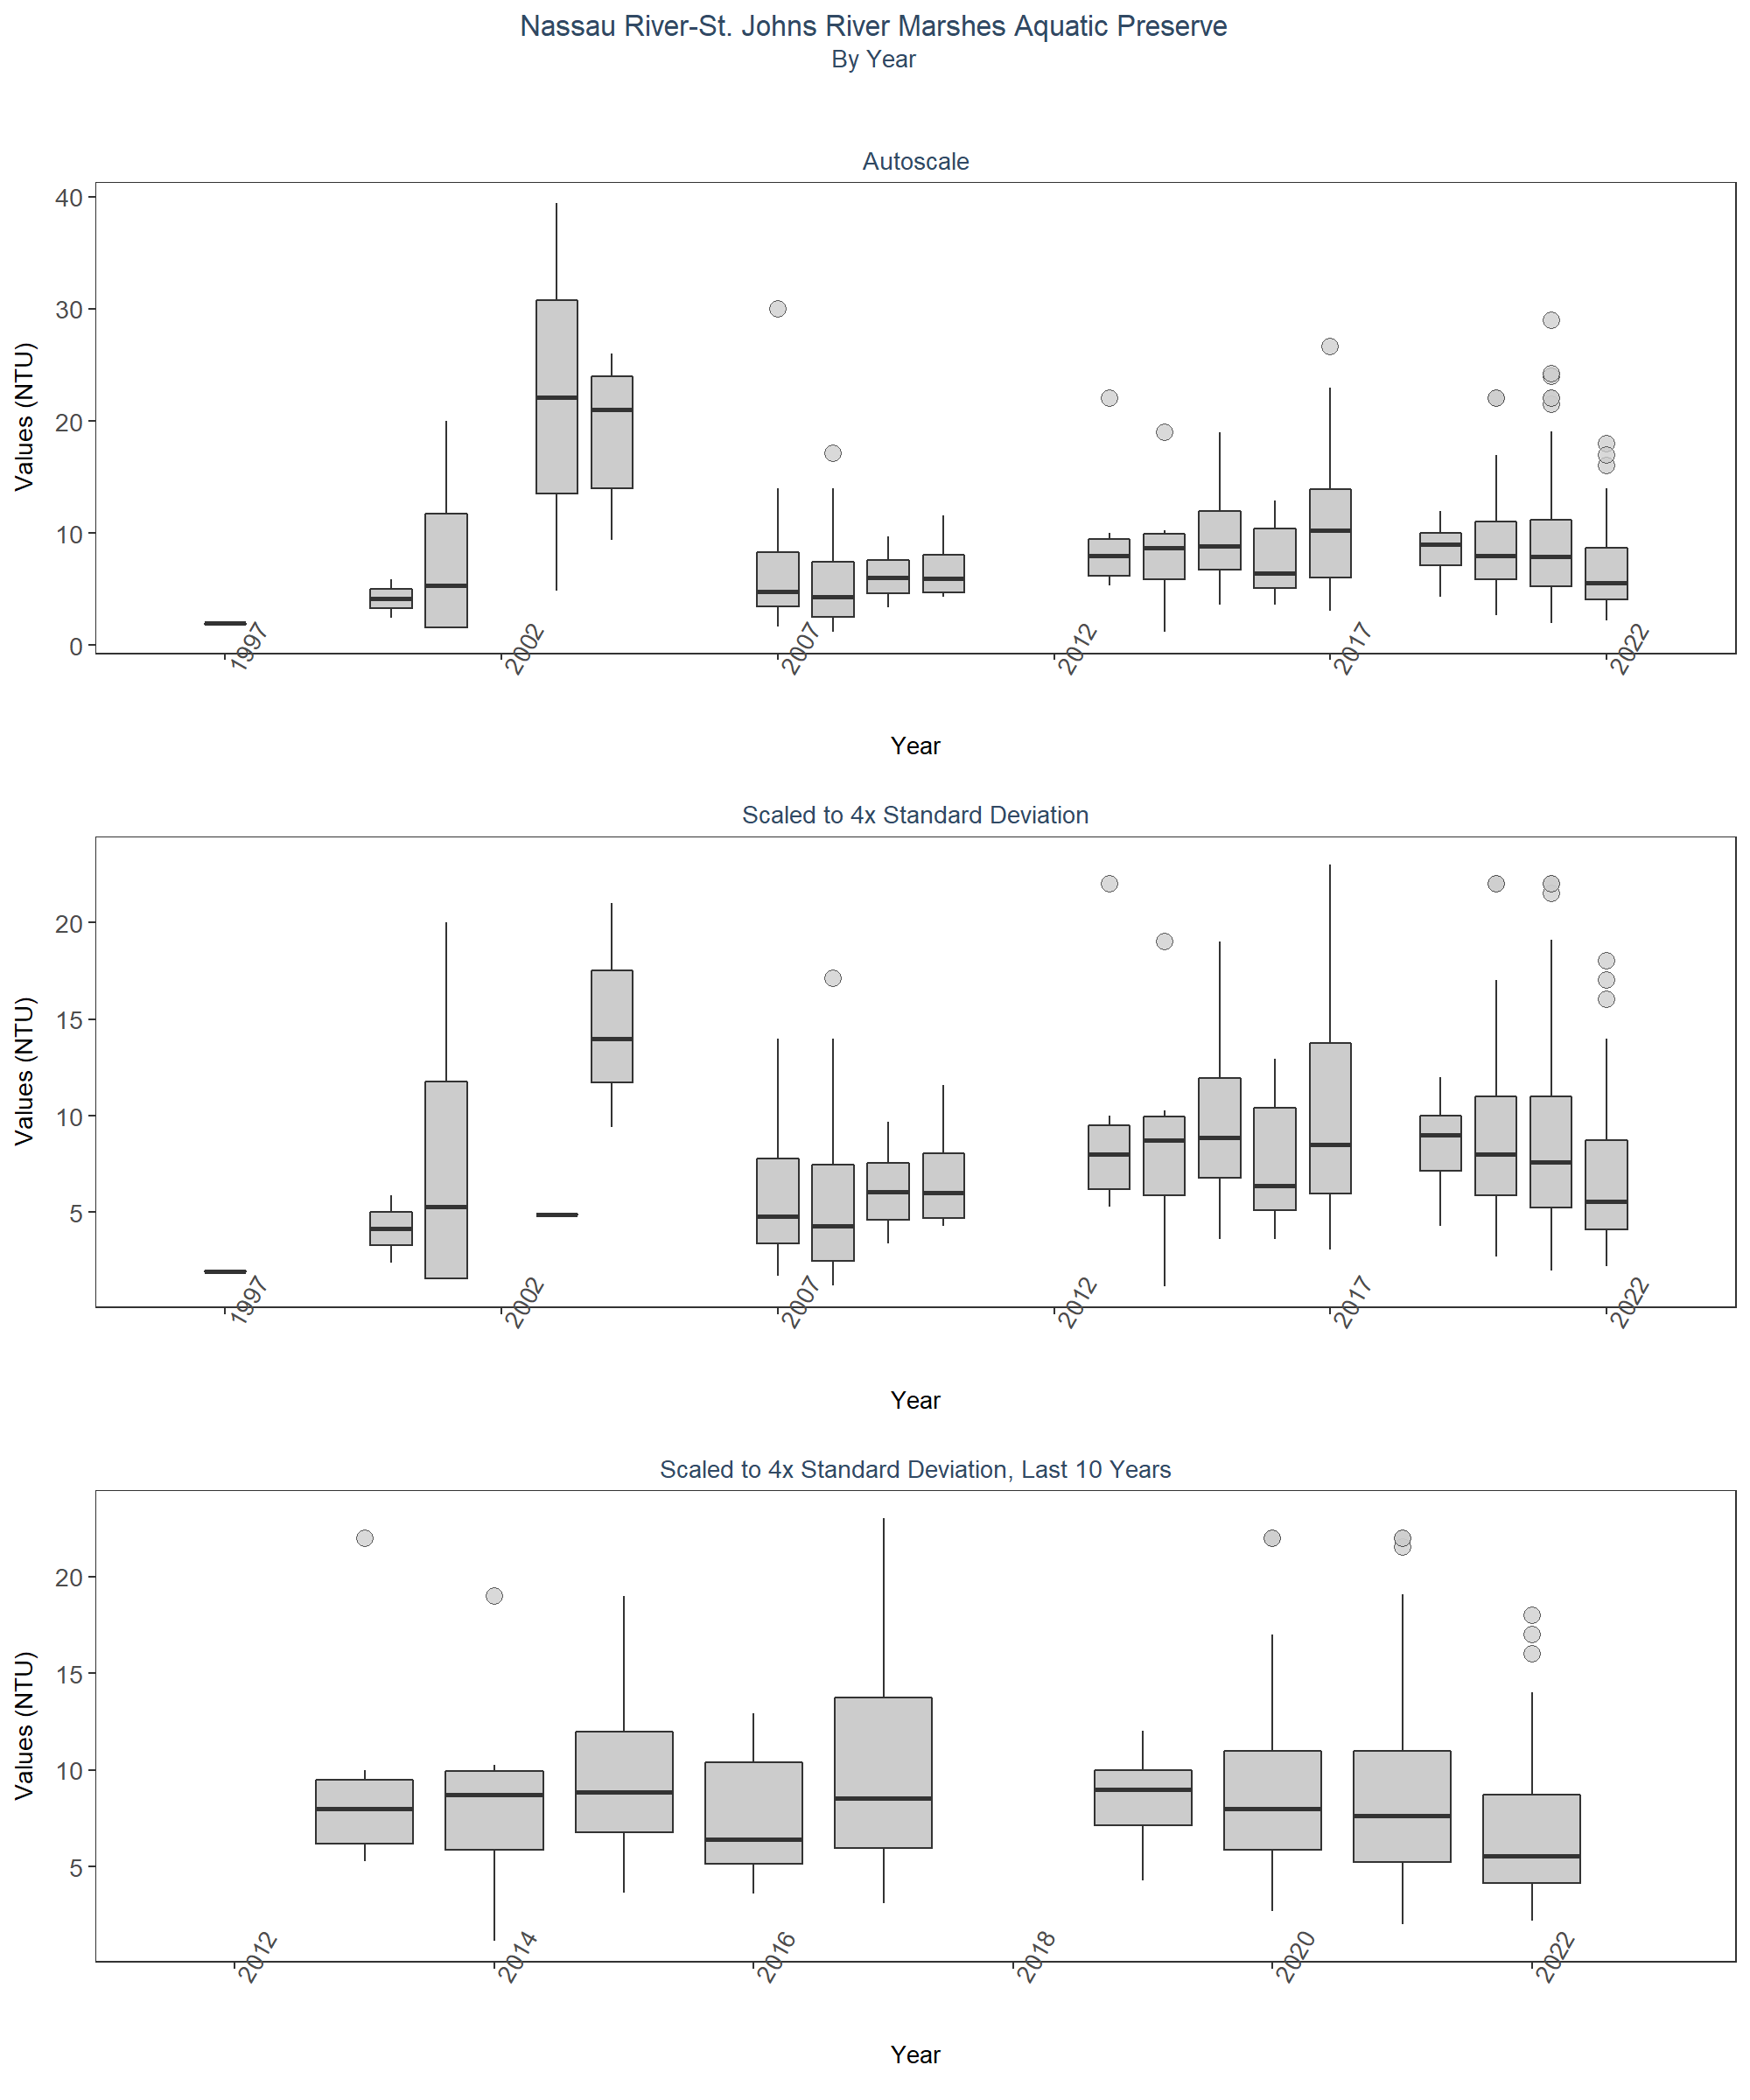 Nassau River-St. Johns River Marshes Aquatic Preserve
By Year
Autoscale
Values (NTU)
40
30
20
10
0
1997
2002
2007
2012
2017
2022
Year
Scaled to 4x Standard Deviation
Values (NTU)
20
15
10
5
1997
2002
2007
2012
2017
2022
Year
Scaled to 4x Standard Deviation, Last 10 Years
Values (NTU)
20
15
10
5
2012
2014
2016
2018
2020
2022
Year